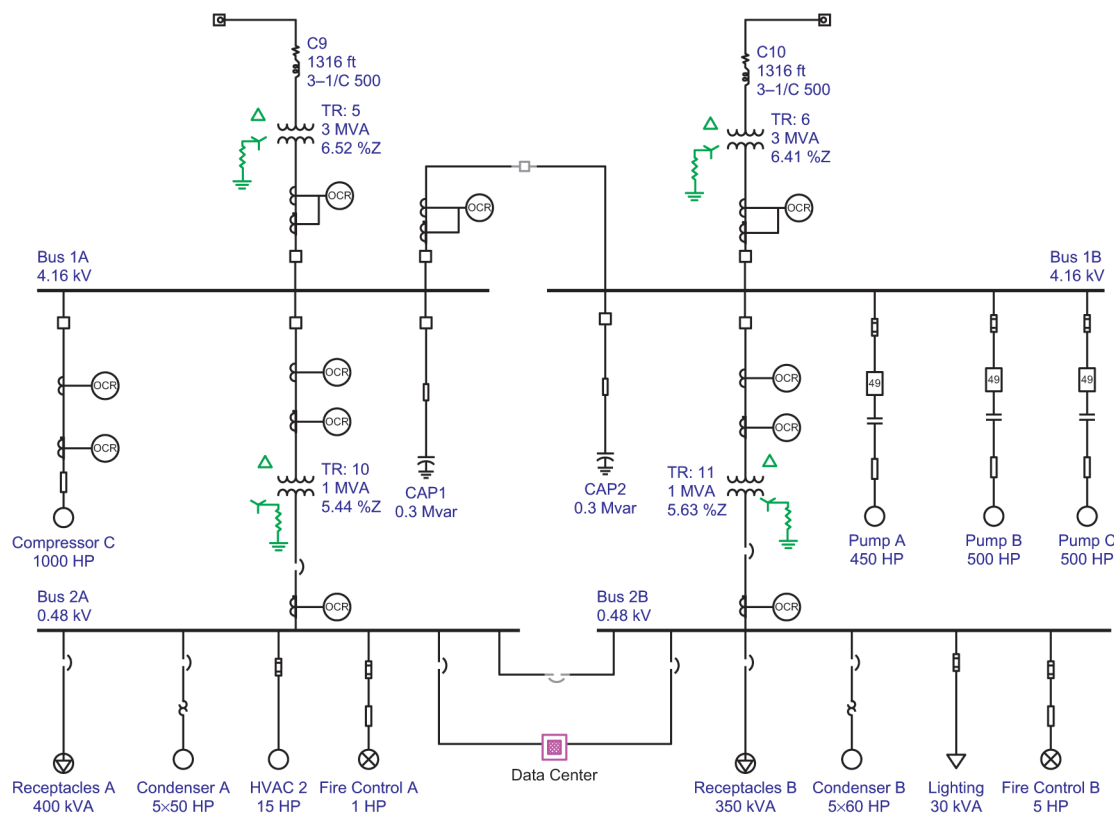 C9
1316 ft
3–1/C 500
C10
1316 ft
3–1/C 500
TR: 5
3 MVA
6.52 %Z
TR: 6
3 MVA
6.41 %Z
OCR
OCR
OCR
Bus 1A
4.16 kV
Bus 1B
4.16 kV
OCR
OCR
OCR
OCR
49
49
49
OCR
OCR
OCR
OCR
TR: 10
1 MVA
5.44 %Z
CAP1
0.3 Mvar
CAP2
0.3 Mvar
TR: 11
1 MVA
5.63 %Z
Compressor C
1000 HP
Pump A
450 HP
Pump B
500 HP
Pump C
500 HP
Bus 2A
0.48 kV
OCR
Bus 2B
0.48 kV
OCR
Data Center
Receptacles A
400 kVA
Condenser A
5×50 HP
HVAC 2
15 HP
Fire Control A
1 HP
Receptacles B
350 kVA
Condenser B
5×60 HP
Lighting
30 kVA
Fire Control B
5 HP